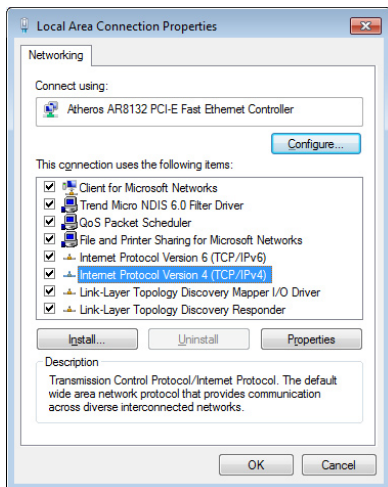 Local Area Connection Properties
Networking
Connect using:
Atheros AR8132 PCI-E Fast Ethernet Controller
Configure...
This connection uses the following items:
Client for Microsoft Networks
Trend Micro NDIS 6.0 Filter Driver
QoS Packet Scheduler
File and Printer Sharing for Microsoft Networks
Internet Protocol Version 6 (TCP/IPv6)
Internet Protocol Version 4 (TCP/IPv4)
Link-Layer Topology Discovery Mapper I/O Driver
Link-Layer Topology Discovery Responder
Install...
Uninstall
Properties
Description
Transmission Control Protocol/Internet Protocol. The default
wide area network protocol that provides communication
across diverse interconnected networks.
OK
Cancel